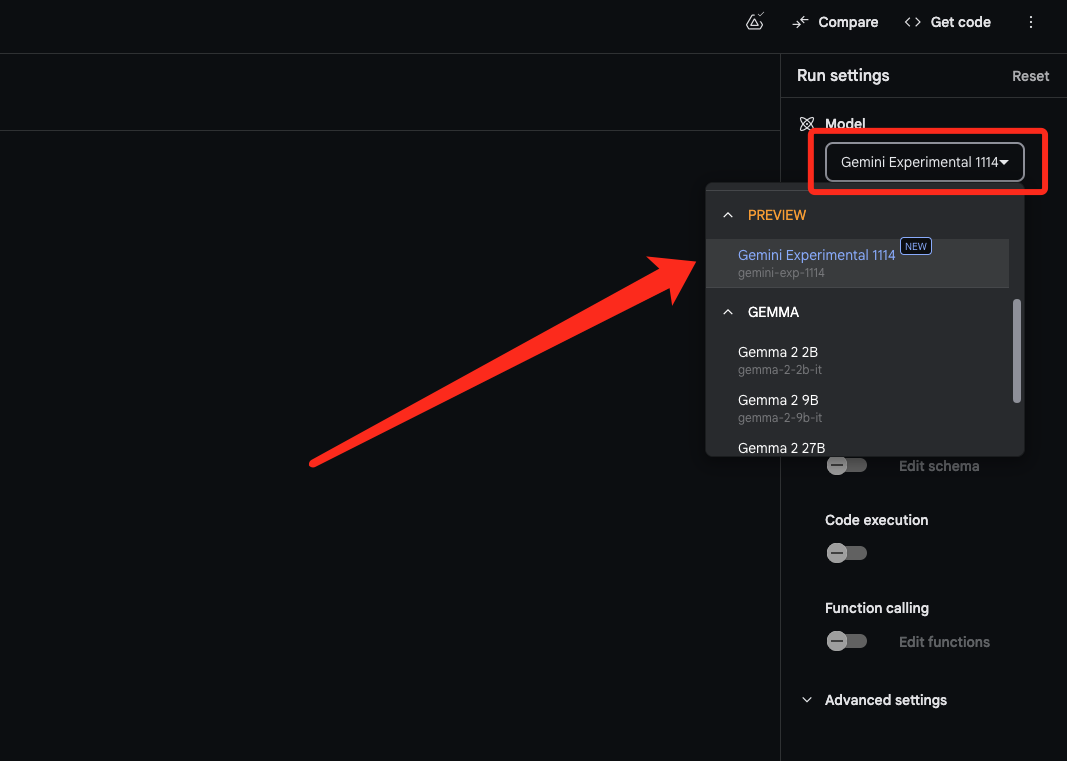 Compare
Get code
Run settings
Reset
Model
Gemini Experimental 1114
PREVIEW
Gemini Experimental 1114 NEW
gemini-exp-1114
GEMMA
Gemma 2 2B
gemma-2-2b-it
Gemma 2 9B
gemma-2-9b-it
Gemma 2 27B
Edit schema
Code execution
Function calling
Edit functions
Advanced settings